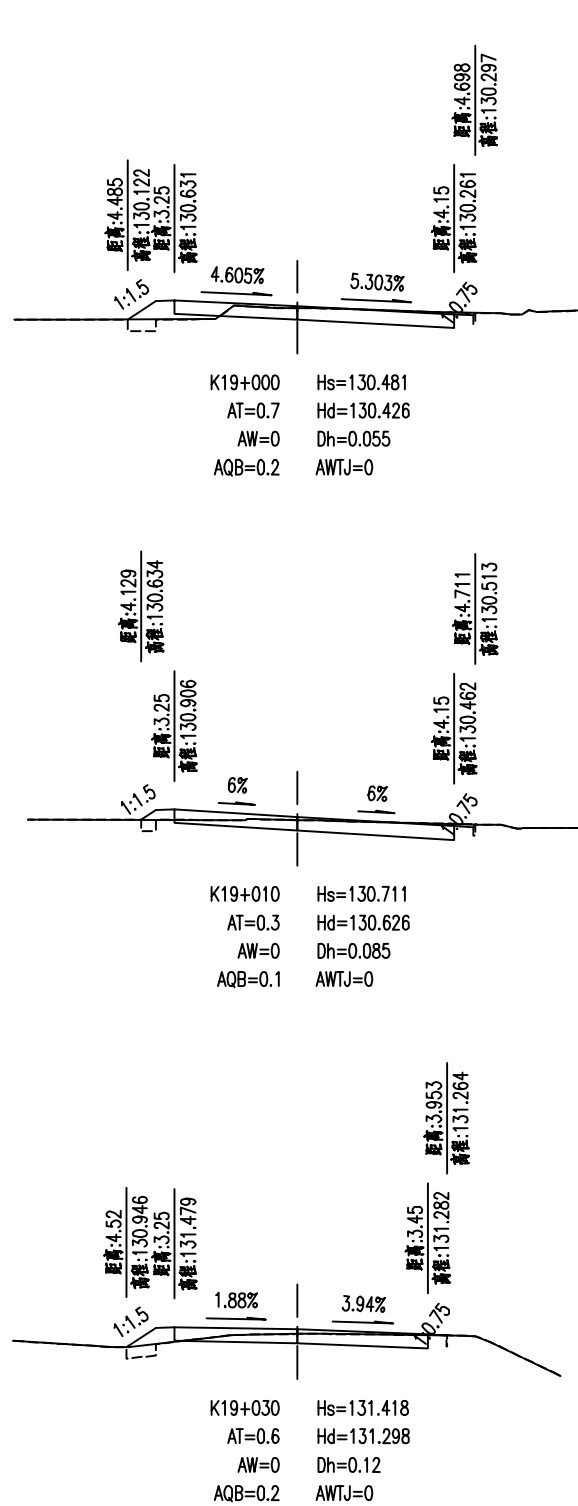 距离:4.698
高程:130.297
距离:4.485
高程:130.122
距离:3.25
高程:130.631
距离:4.15
高程:130.261
1:1.5
4.605%
5.303%
1:0.75
K19+000 Hs=130.481
AT=0.7 Hd=130.426
AW=0 Dh=0.055
AQB=0.2 AWTJ=0
距离:4.129
高程:130.634
距离:4.711
高程:130.513
距离:3.25
高程:130.906
距离:4.15
高程:130.462
1:1.5
6%
6%
1:0.75
K19+010 Hs=130.711
AT=0.3 Hd=130.626
AW=0 Dh=0.085
AQB=0.1 AWTJ=0
距离:3.953
高程:131.264
距离:4.52
高程:130.946
距离:3.25
高程:131.479
距离:3.45
高程:131.282
1:1.5
1.88%
3.94%
1:0.75
K19+030 Hs=131.418
AT=0.6 Hd=131.298
AW=0 Dh=0.12
AQB=0.2 AWTJ=0